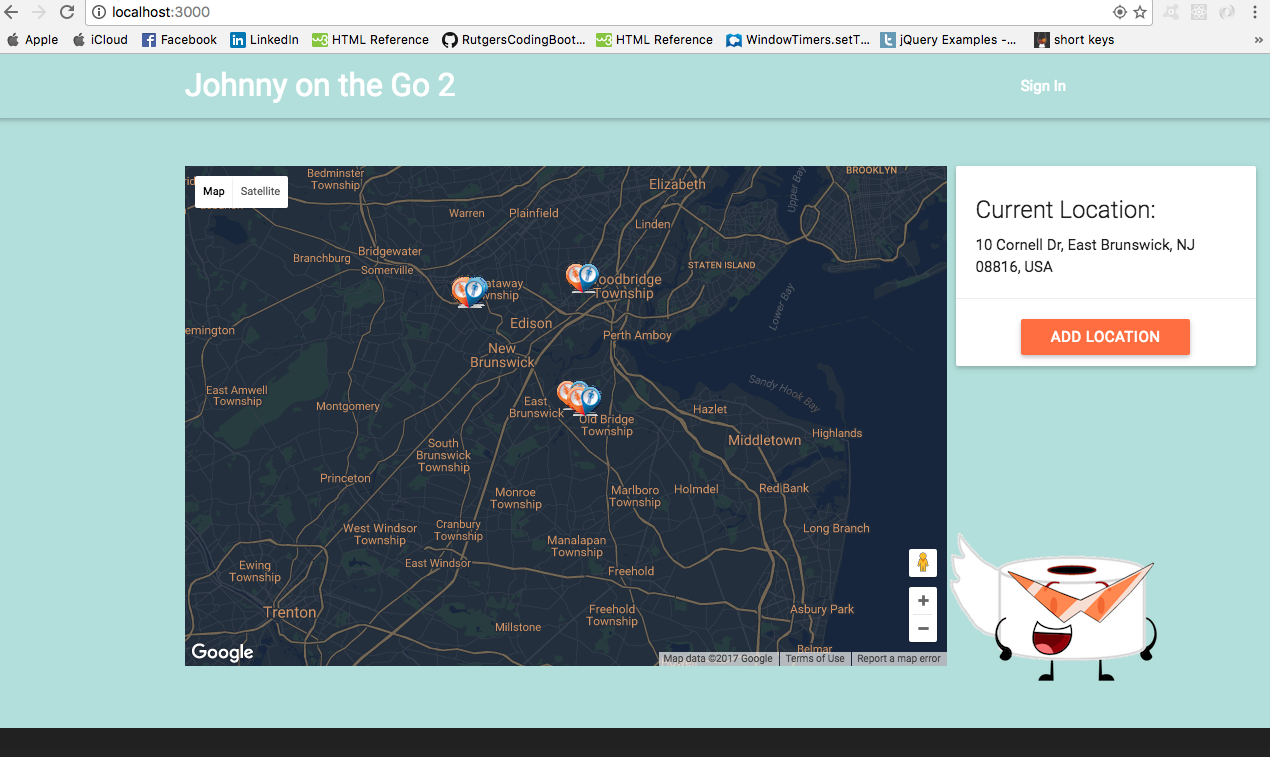 localhost:3000
Apple iCloud Facebook LinkedIn HTML Reference RutgersCodingBoot... HTML Reference WindowTimers.setT... jQuery Examples -... short keys »
Johnny on the Go 2
Sign In
Map Satellite
Bedminster
Township
Elizabeth
BROOKLYN
Upper Bay
Warren
Plainfield
Linden
Bridgewater
Branchburg
Somerville
STATEN ISLAND
oodbridge
Township
ataway
wnship
Lower Bay
emington
Edison
Perth Amboy
New
Brunswick
East Amwell
Township
Montgomery
East
Brunswick
Old Bridge
Township
Sandy Hook Bay
Hazlet
Middletown
Highlands
South
Brunswick
Township
Princeton
Monroe
Township
Marlboro
Township
Holmdel
Red Bank
West Windsor
Township
Cranbury
Township
Manalapan
Township
Long Branch
Ewing
Township
East Windsor
Freehold
Trenton
Freehold
Township
Millstone
Asbury Park
Belmar
+
−
Google
Map data ©2017 Google Terms of Use Report a map error
Current Location:
10 Cornell Dr, East Brunswick, NJ
08816, USA
ADD LOCATION